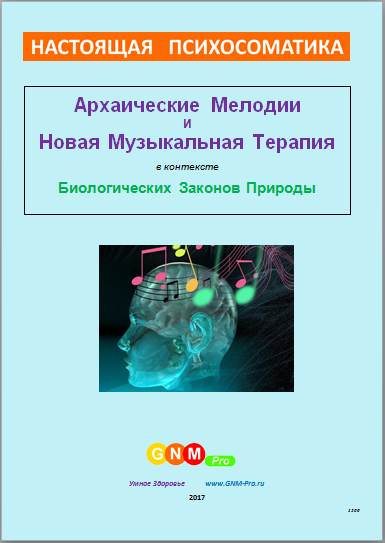 НАСТОЯЩАЯ ПСИХОСОМАТИКА
Архаические Мелодии
и
Новая Музыкальная Терапия
в контексте
Биологических Законов Природы
GNM Pro
Умное Здоровье www.GNM-Pro.ru
2017